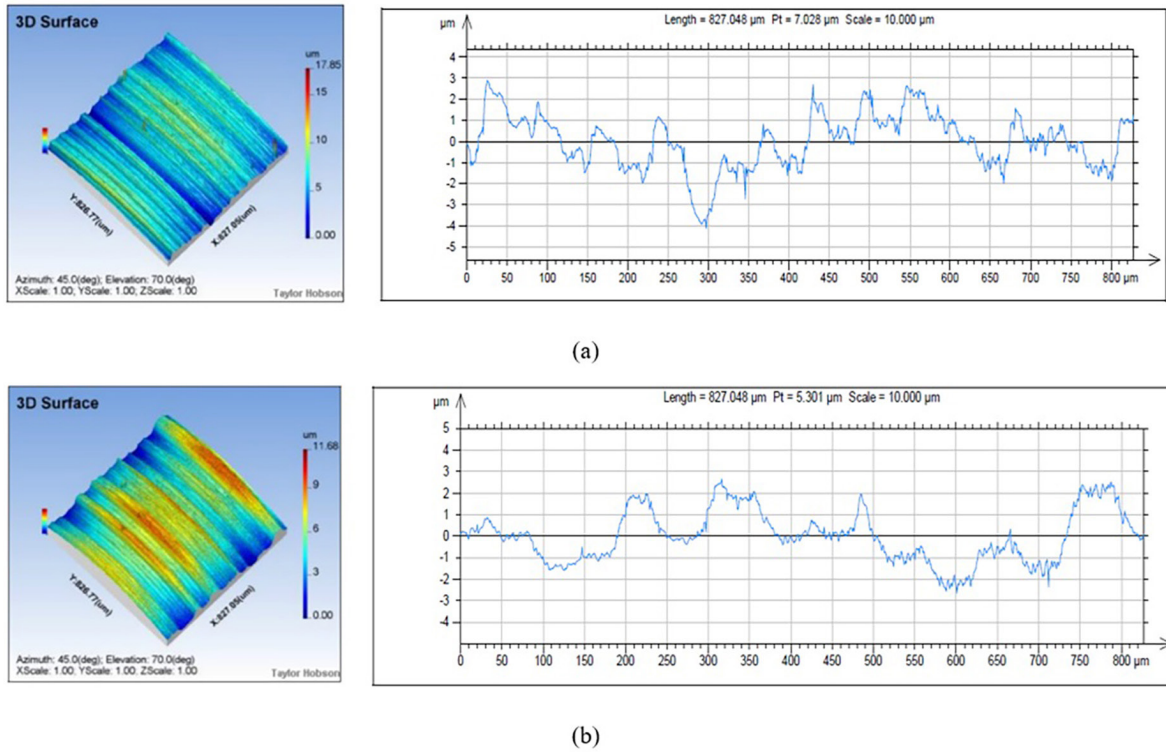 3D Surface
um
17.85
15
10
5
0.00
Y:826.77(um)
X:827.05(um)
Azimuth: 45.0(deg); Elevation: 70.0(deg)
XScale: 1.00; YScale: 1.00; ZScale: 1.00
Taylor Hobson
µm
Length = 827.048 µm Pt = 7.028 µm Scale = 10.000 µm
4
3
2
1
0
-1
-2
-3
-4
-5
0 50 100 150 200 250 300 350 400 450 500 550 600 650 700 750 800 µm
(a)
3D Surface
um
11.68
9
6
3
0.00
Y:826.77(um)
X:827.05(um)
Azimuth: 45.0(deg); Elevation: 70.0(deg)
XScale: 1.00; YScale: 1.00; ZScale: 1.00
Taylor Hobson
µm
Length = 827.048 µm Pt = 5.301 µm Scale = 10.000 µm
5
4
3
2
1
0
-1
-2
-3
-4
0 50 100 150 200 250 300 350 400 450 500 550 600 650 700 750 800 µm
(b)